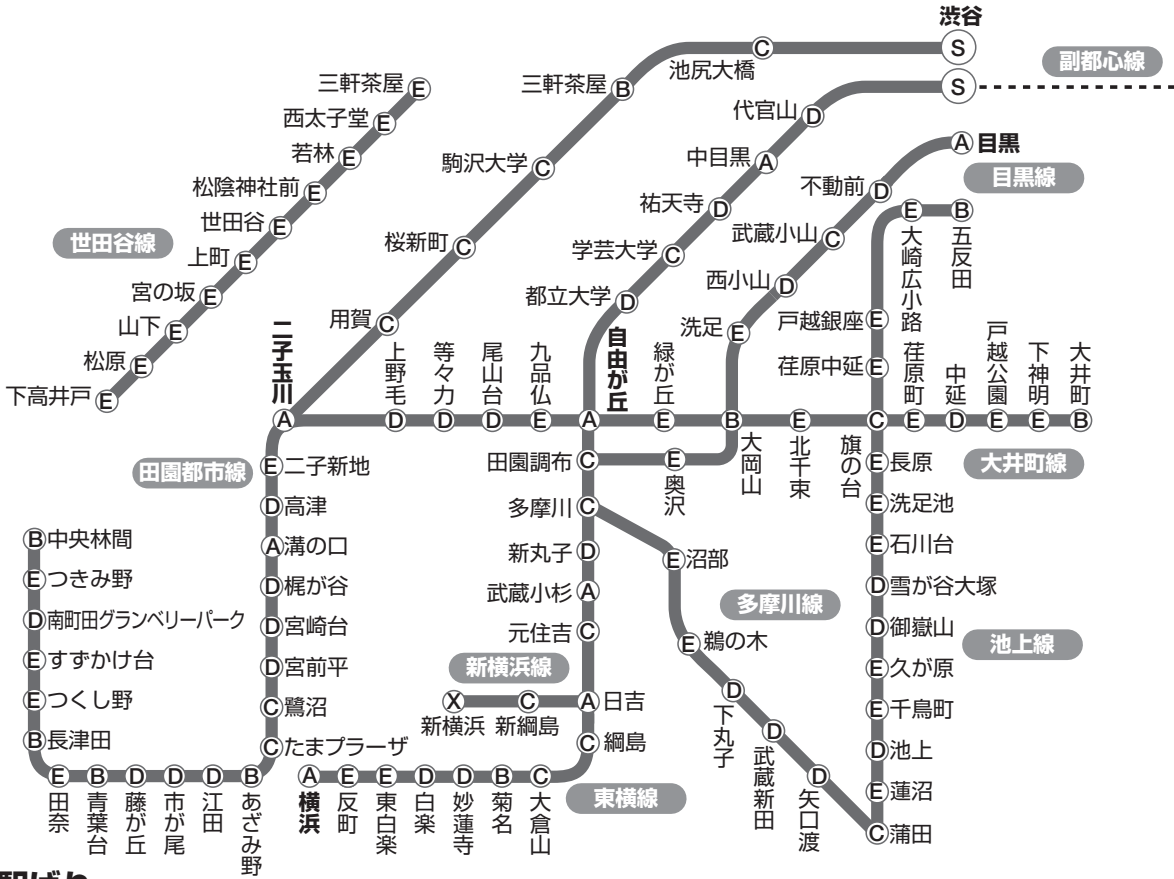 渋谷
S
C
池尻大橋
副都心線
S
三軒茶屋 E
三軒茶屋 B
代官山 D
西太子堂 E
目黒 A
目黒線
若林 E
駒沢大学 C
中目黒 A
不動前 D
松陰神社前 E
祐天寺 D
E 大崎広小路
B 五反田
世田谷 E
世田谷線
桜新町 C
学芸大学 C
武蔵小山 C
上町 E
宮の坂 E
都立大学 D
西小山 D
山下 E
用賀 C
洗足 E
戸越銀座 E
松原 E
荏原中延 E
下高井戸 E
二子玉川 A
上野毛 D
等々力 D
尾山台 D
九品仏 E
自由が丘 A
緑が丘 E
B 大岡山
E 北千束
C 旗の台
荏原町 E
中延 D
戸越公園 E
下神明 E
大井町 B
大井町線
田園都市線
E 二子新地
D 高津
A 溝の口
D 梶が谷
D 宮崎台
D 宮前平
C 鷺沼
C たまプラーザ
B あざみ野
D 江田
D 市が尾
D 藤が丘
B 青葉台
E 田奈
B 長津田
E つくし野
E すずかけ台
D 南町田グランベリーパーク
E つきみ野
B 中央林間
田園調布 C
E 奥沢
多摩川 C
新丸子 D
武蔵小杉 A
元住吉 C
新横浜線
X 新横浜
C 新綱島
A 日吉
C 綱島
東横線
C 大倉山
B 菊名
D 妙蓮寺
D 白楽
E 東白楽
E 反町
A 横浜
E 沼部
多摩川線
E 鵜の木
D 下丸子
D 武蔵新田
D 矢口渡
C 蒲田
E 長原
E 洗足池
E 石川台
D 雪が谷大塚
D 御嶽山
池上線
E 久が原
E 千鳥町
D 池上
E 蓮沼